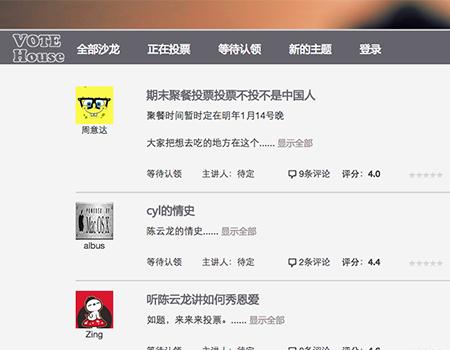 VOTE House
全部沙龙 正在投票 等待认领 新的主题 登录
期末聚餐投票投票不投不是中国人
聚餐时间暂时定在明年1月14号晚
周意达
大家把想去吃的地方在这个...... 显示全部
等待认领 主讲人：待定 9条评论 评分：4.0
cyl的情史
POWERED BY
Mac OS X
陈云龙的情史...... 显示全部
albus
等待认领 主讲人：待定 2条评论 评分：4.4
听陈云龙讲如何秀恩爱
如题，来来来投票。...... 显示全部
Zing